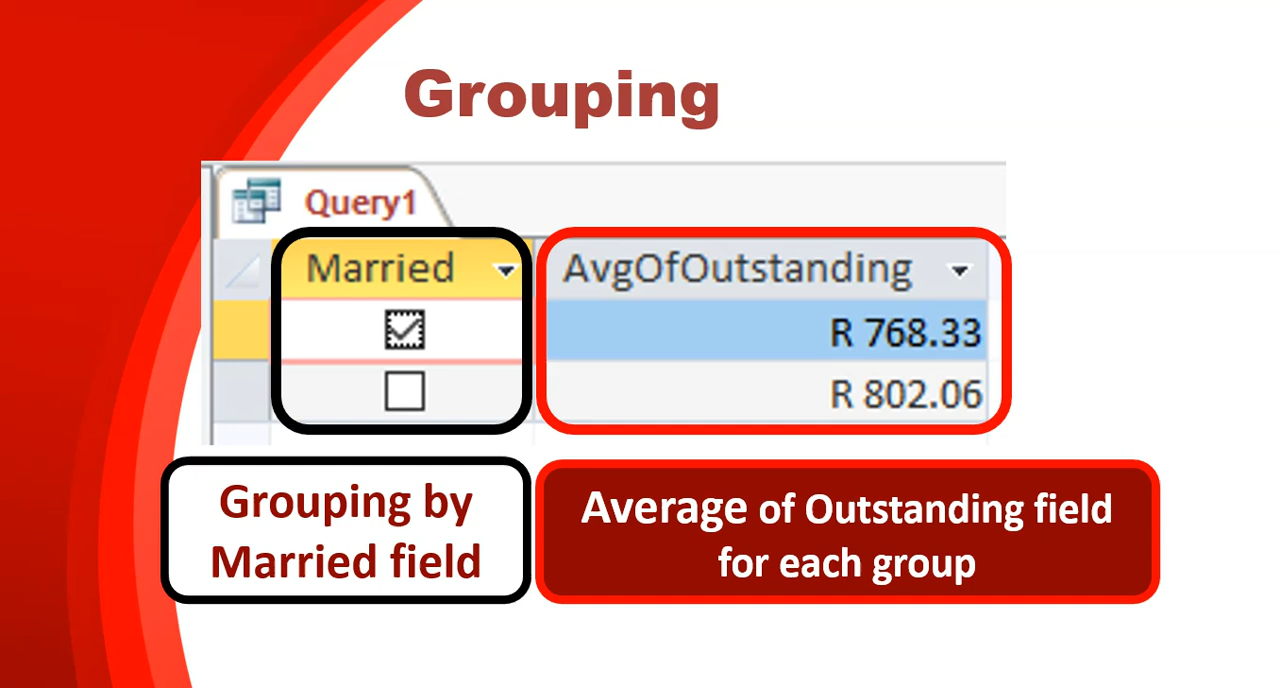 Grouping
Query1
Married AvgOfOutstanding
R 768.33
R 802.06
Grouping by
Married field
Average of Outstanding field
for each group